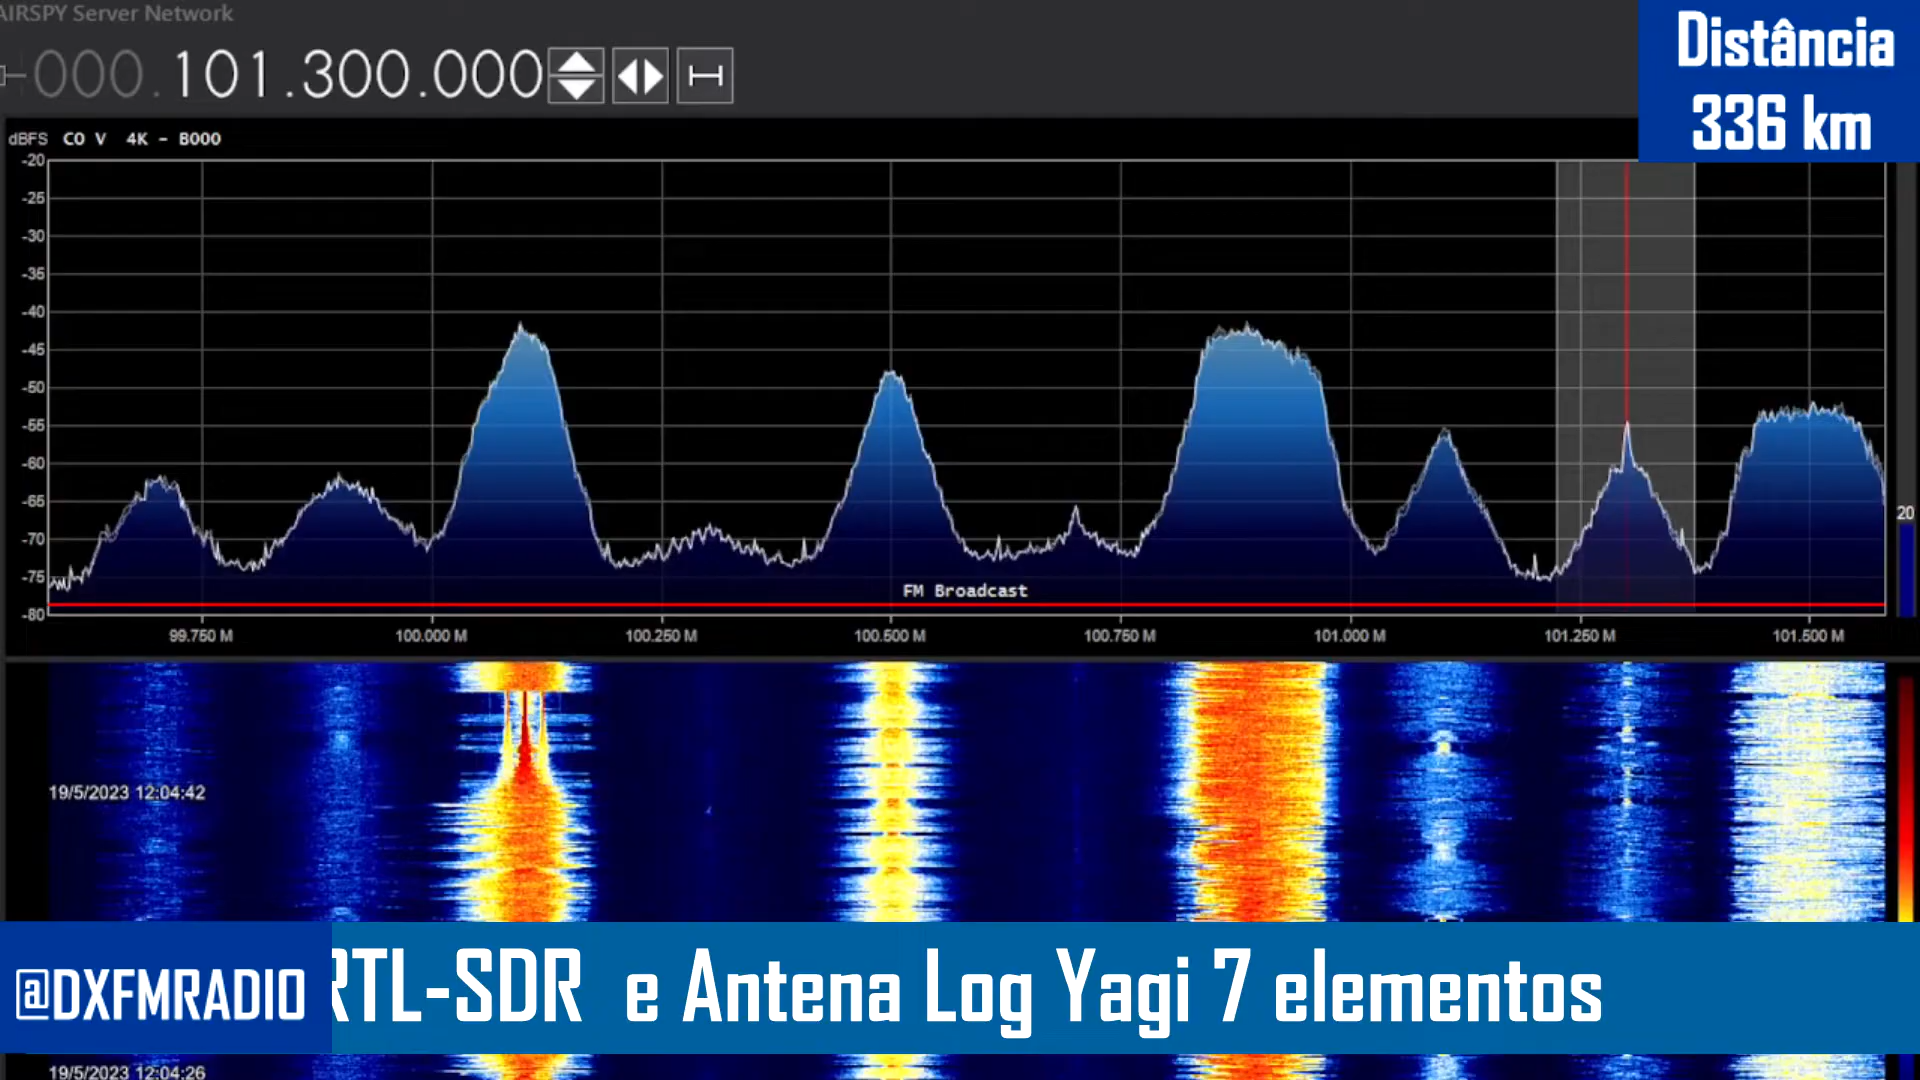 AIRSPY Server Network
000.101.300.000
Distância
336 km
dBFS CO V 4K - B000
-20
-25
-30
-35
-40
-45
-50
-55
-60
-65
-70
-75
-80
20
FM Broadcast
99.750 M 100.000 M 100.250 M 100.500 M 100.750 M 101.000 M 101.250 M 101.500 M
19/5/2023 12:04:42
@DXFMRADIO RTL-SDR e Antena Log Yagi 7 elementos
19/5/2023 12:04:26